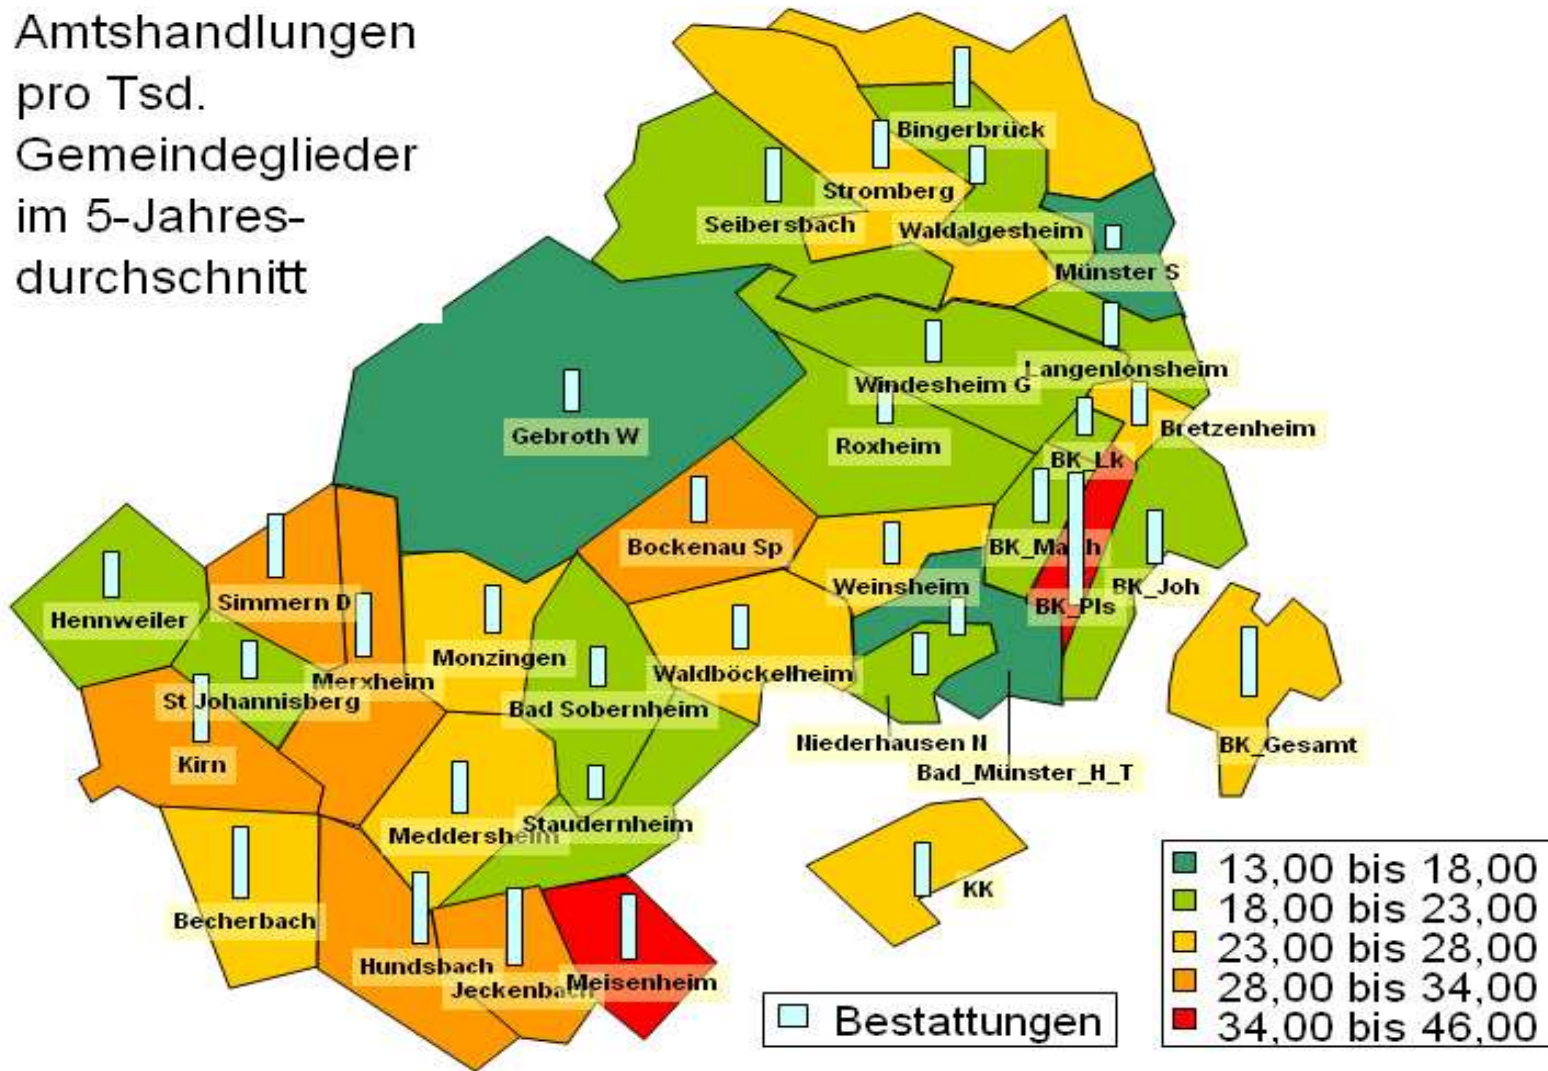 Amtshandlungen
pro Tsd.
Gemeindeglieder
im 5-Jahres-
durchschnitt
Bingerbrück
Stromberg
Seibersbach
Waldalgesheim
Münster S
Langenlonsheim
Windesheim G
Gebroth W
Roxheim
Bretzenheim
BK_Lk
Bockenau Sp
BK_Matth
Weinsheim
BK_Joh
BK_Pls
Hennweiler
Simmern D
Monzingen
Merxheim
Waldböckelheim
St Johannisberg
Bad Sobernheim
Niederhausen N
BK_Gesamt
Kirn
Bad_Münster_H_T
Staudernheim
Meddersheim
KK
Becherbach
Hundsbach
Jeckenbach
Meisenheim
Bestattungen
13,00 bis 18,00
18,00 bis 23,00
23,00 bis 28,00
28,00 bis 34,00
34,00 bis 46,00